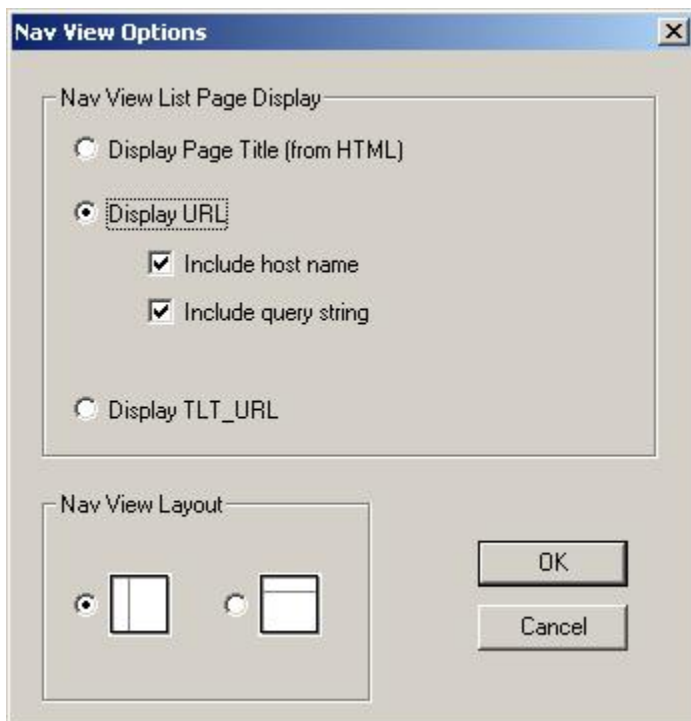 Nav View Options
Nav View List Page Display
Display Page Title (from HTML)
Display URL
Include host name
Include query string
Display TLT_URL
Nav View Layout
OK
Cancel